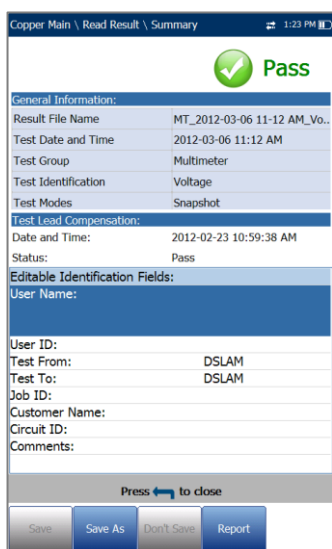 Copper Main \ Read Result \ Summary 1:23 PM
Pass
General Information:
Result File Name MT_2012-03-06 11-12 AM_Vo..
Test Date and Time 2012-03-06 11:12 AM
Test Group Multimeter
Test Identification Voltage
Test Modes Snapshot
Test Lead Compensation:
Date and Time: 2012-02-23 10:59:38 AM
Status: Pass
Editable Identification Fields:
User Name:
User ID:
Test From: DSLAM
Test To: DSLAM
Job ID:
Customer Name:
Circuit ID:
Comments:
Press to close
Save Save As Don't Save Report